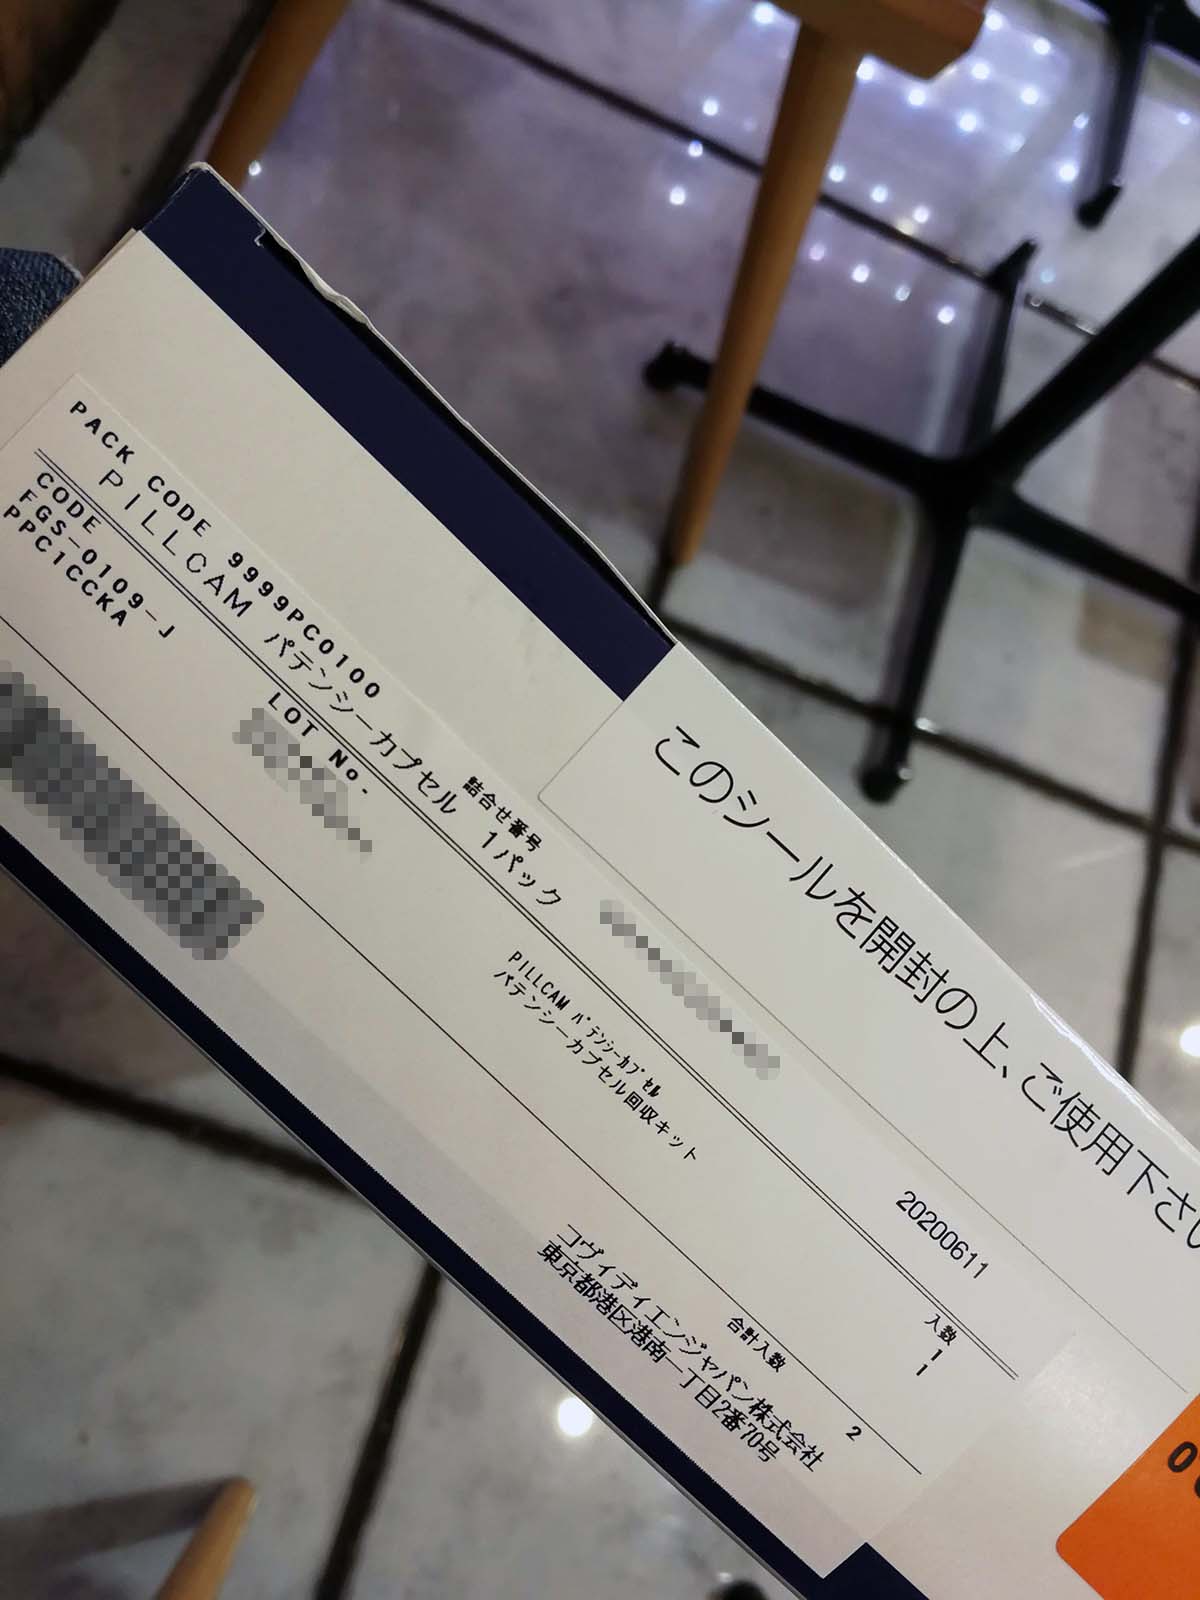 PACK CODE 9999PC0100
詰合せ番号
PILLCAM パテンシーカプセル 1パック
20200611
CODE
LOT No.
入数
FGS-0109-J
PILLCAM パテンシーカプセル
1
PPC1CCKA
パテンシーカプセル回収キット
1
合計入数
2
コヴィディエンジャパン株式会社
東京都港区港南一丁目2番70号
このシールを開封の上、ご使用下さい